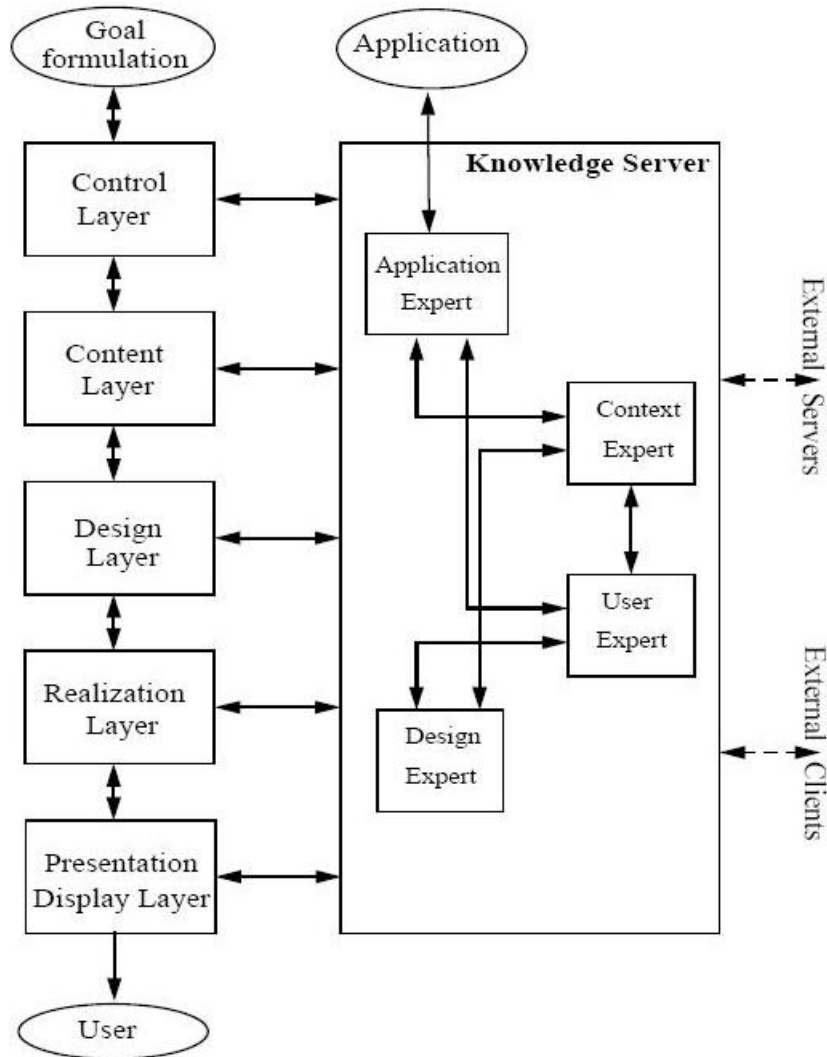 Goal
formulation
Application
Control
Layer
Knowledge Server
Application
Expert
Content
Layer
Context
Expert
External Servers
Design
Layer
User
Expert
Realization
Layer
Design
Expert
External Clients
Presentation
Display Layer
User